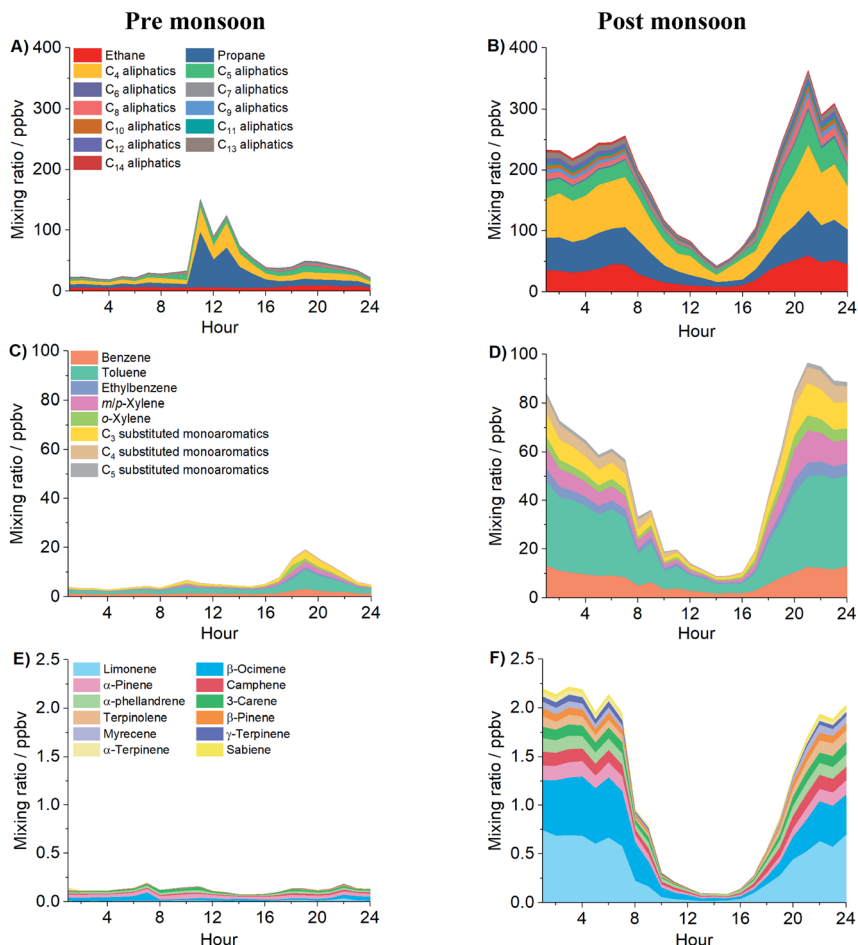 Pre monsoon
Post monsoon
A)
400
300
200
100
0
Mixing ratio / ppbv
Ethane
Propane
C4 aliphatics
C5 aliphatics
C6 aliphatics
C7 aliphatics
C8 aliphatics
C9 aliphatics
C10 aliphatics
C11 aliphatics
C12 aliphatics
C13 aliphatics
C14 aliphatics
4 8 12 16 20 24
Hour
B)
400
300
200
100
0
Mixing ratio / ppbv
4 8 12 16 20 24
Hour
C)
100
80
60
40
20
0
Mixing ratio / ppbv
Benzene
Toluene
Ethylbenzene
m/p-Xylene
o-Xylene
C3 substituted monoaromatics
C4 substituted monoaromatics
C5 substituted monoaromatics
4 8 12 16 20 24
Hour
D)
100
80
60
40
20
0
Mixing ratio / ppbv
4 8 12 16 20 24
Hour
E)
2.5
2.0
1.5
1.0
0.5
0.0
Mixing ratio / ppbv
Limonene
β-Ocimene
α-Pinene
Camphene
α-phellandrene
3-Carene
Terpinolene
β-Pinene
Myrecene
γ-Terpinene
α-Terpinene
Sabiene
4 8 12 16 20 24
Hour
F)
2.5
2.0
1.5
1.0
0.5
0.0
Mixing ratio / ppbv
4 8 12 16 20 24
Hour